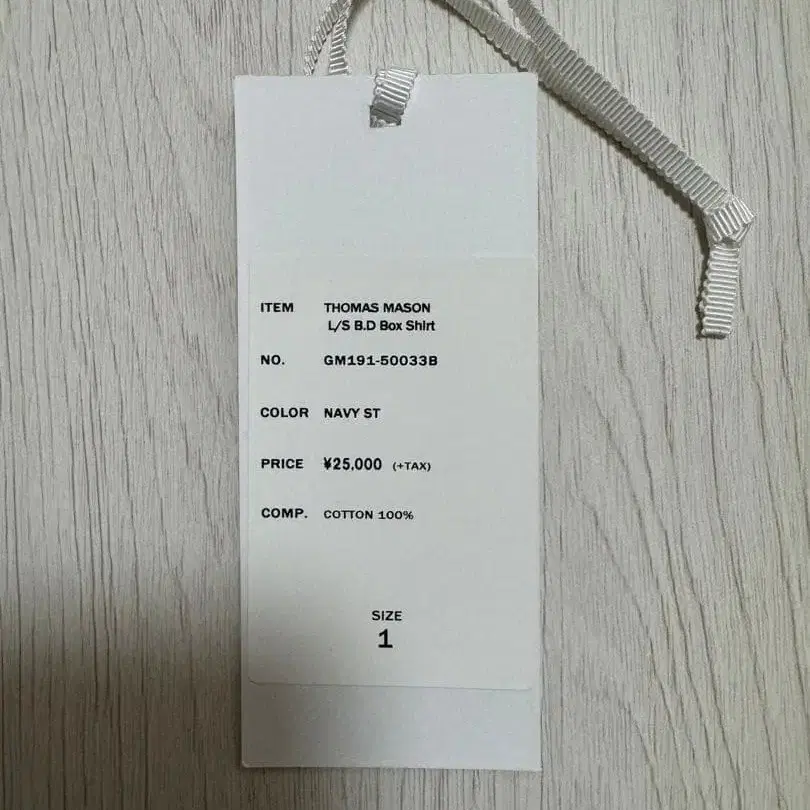 ITEM THOMAS MASON
L/S B.D Box Shirt
NO. GM191-50033B
COLOR NAVY ST
PRICE ¥25,000 (+TAX)
COMP. COTTON 100%
SIZE
1